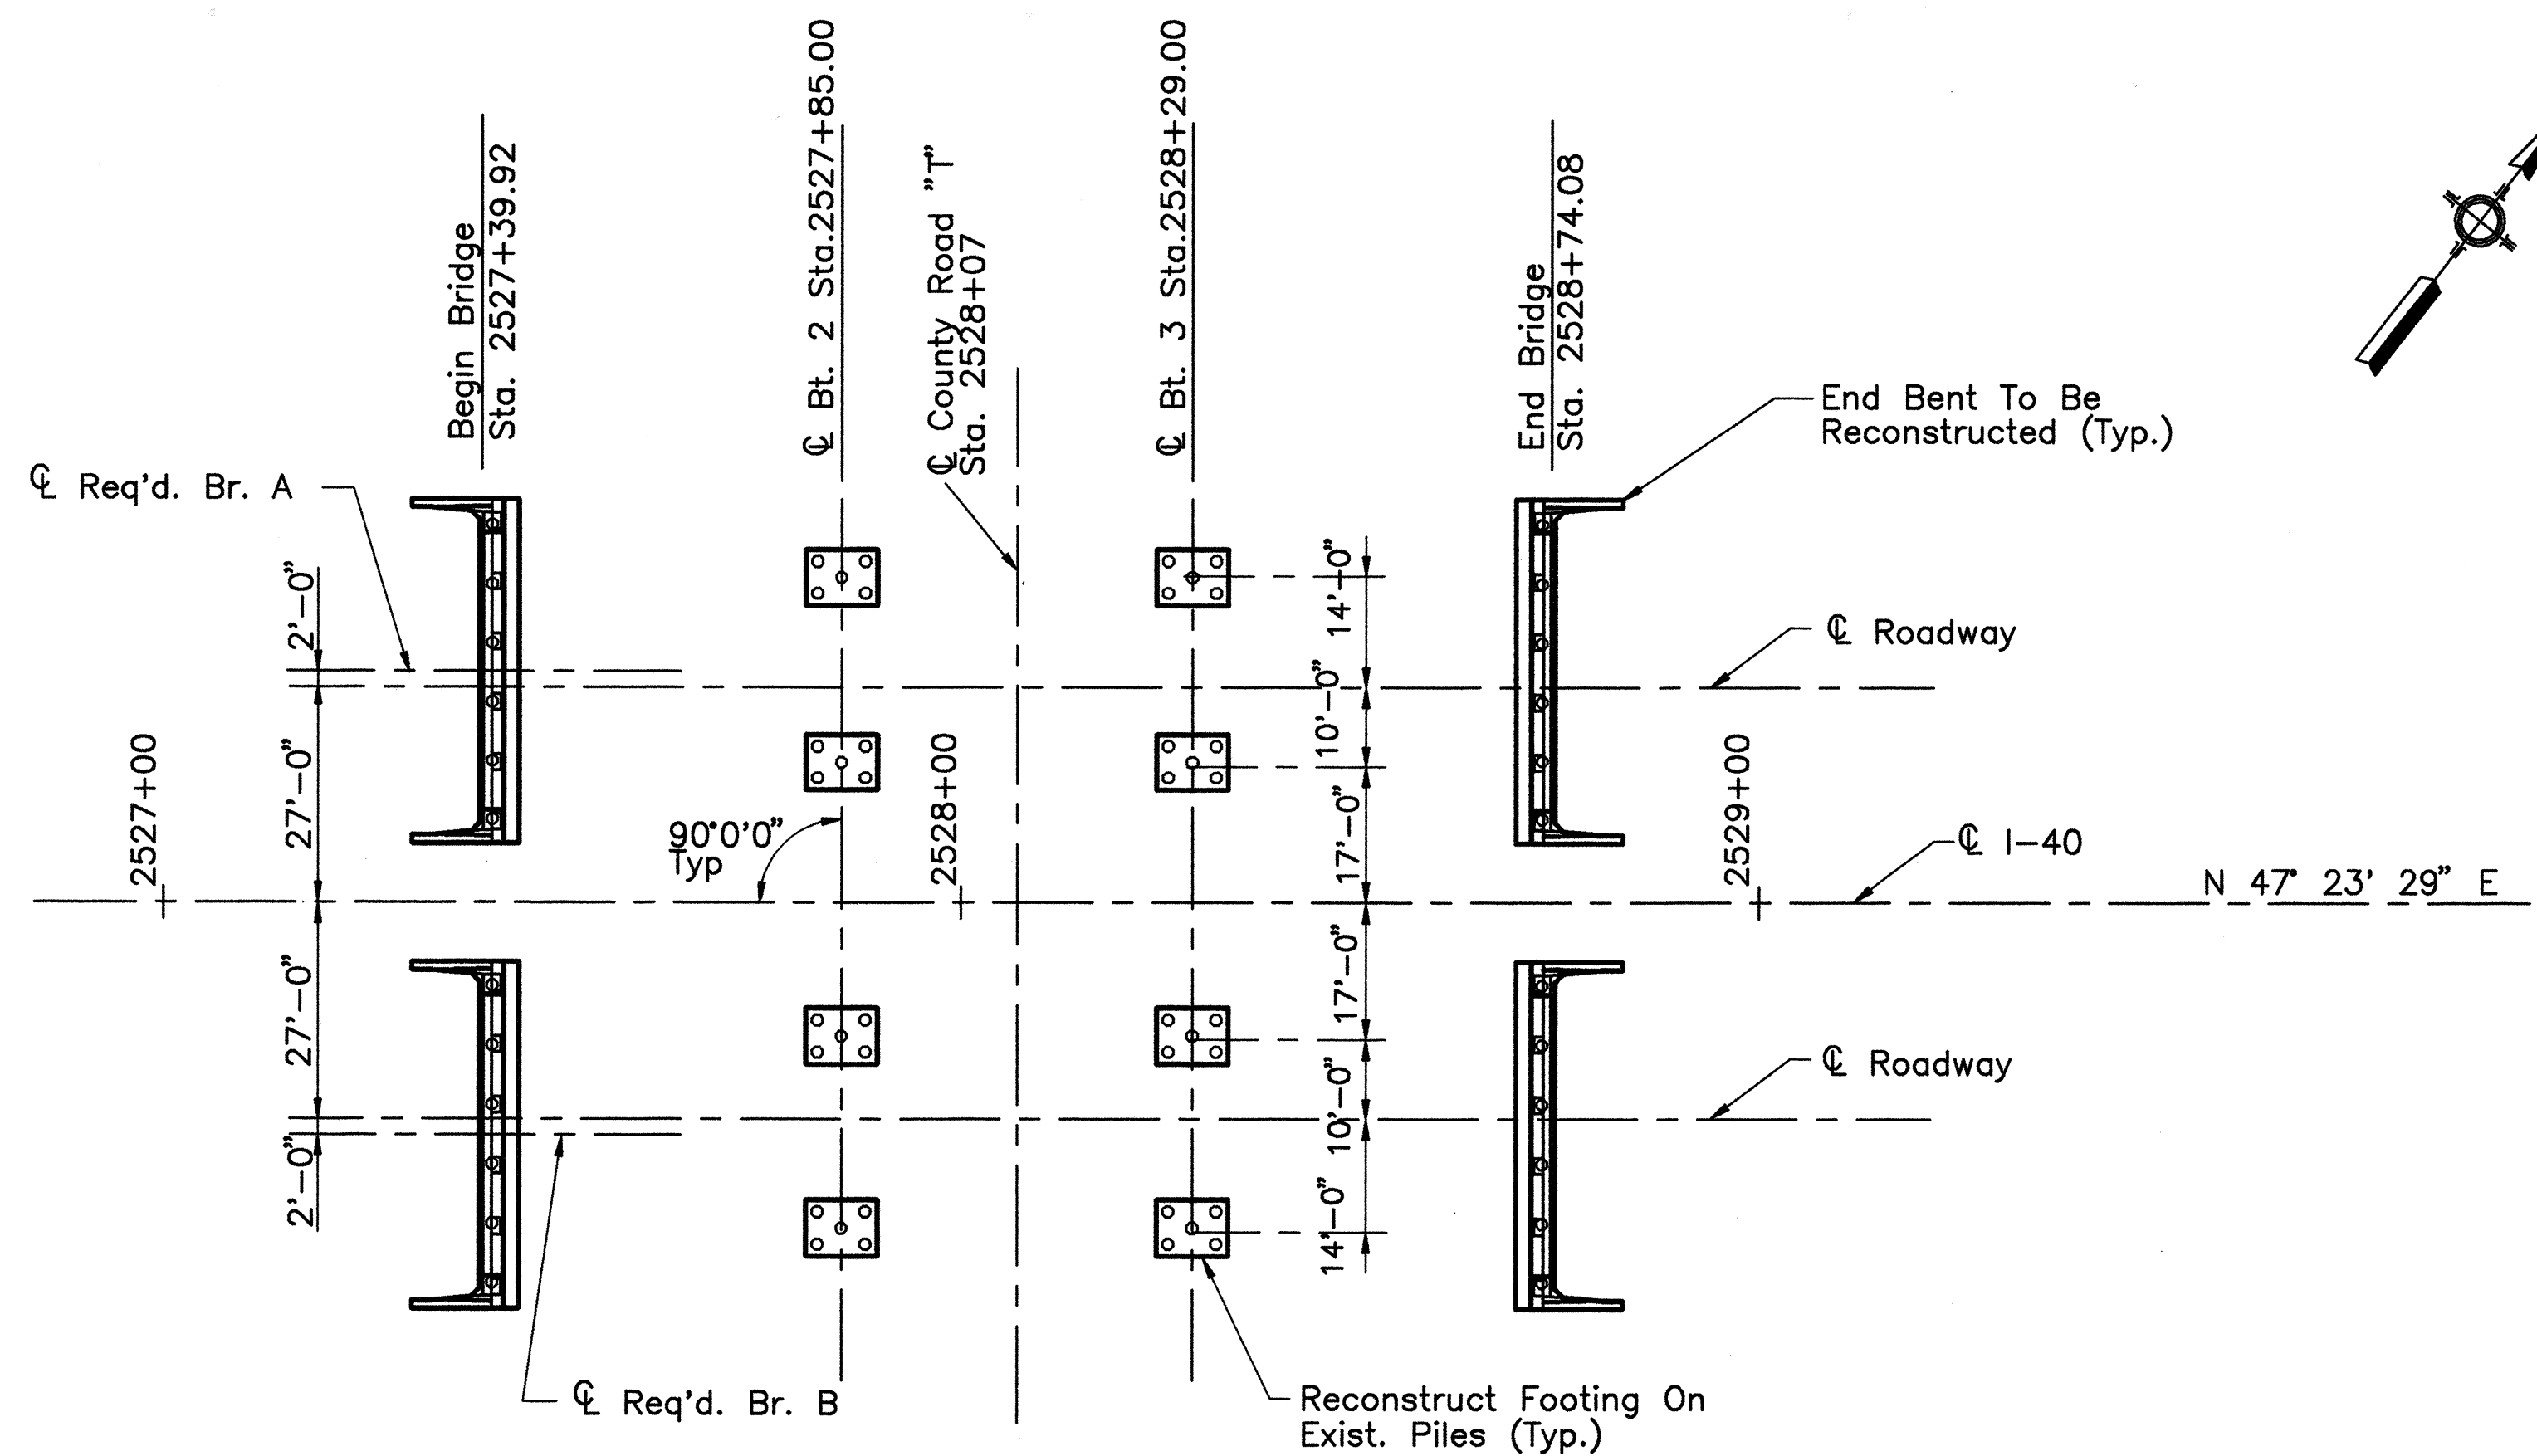 Begin Bridge
Sta. 2527+39.92
℄ Bt. 2 Sta.2527+85.00
℄ County Road "T"
Sta. 2528+07
℄ Bt. 3 Sta.2528+29.00
End Bridge
Sta. 2528+74.08
End Bent To Be
Reconstructed (Typ.)
℄ Req'd. Br. A
2'-0"
14'-0"
℄ Roadway
10'-0"
27'-0"
2527+00
90°0'0"
Typ
2528+00
17'-0"
2529+00
℄ I-40
N 47° 23' 29" E
27'-0"
17'-0"
℄ Roadway
10'-0"
2'-0"
14'-0"
℄ Req'd. Br. B
Reconstruct Footing On
Exist. Piles (Typ.)